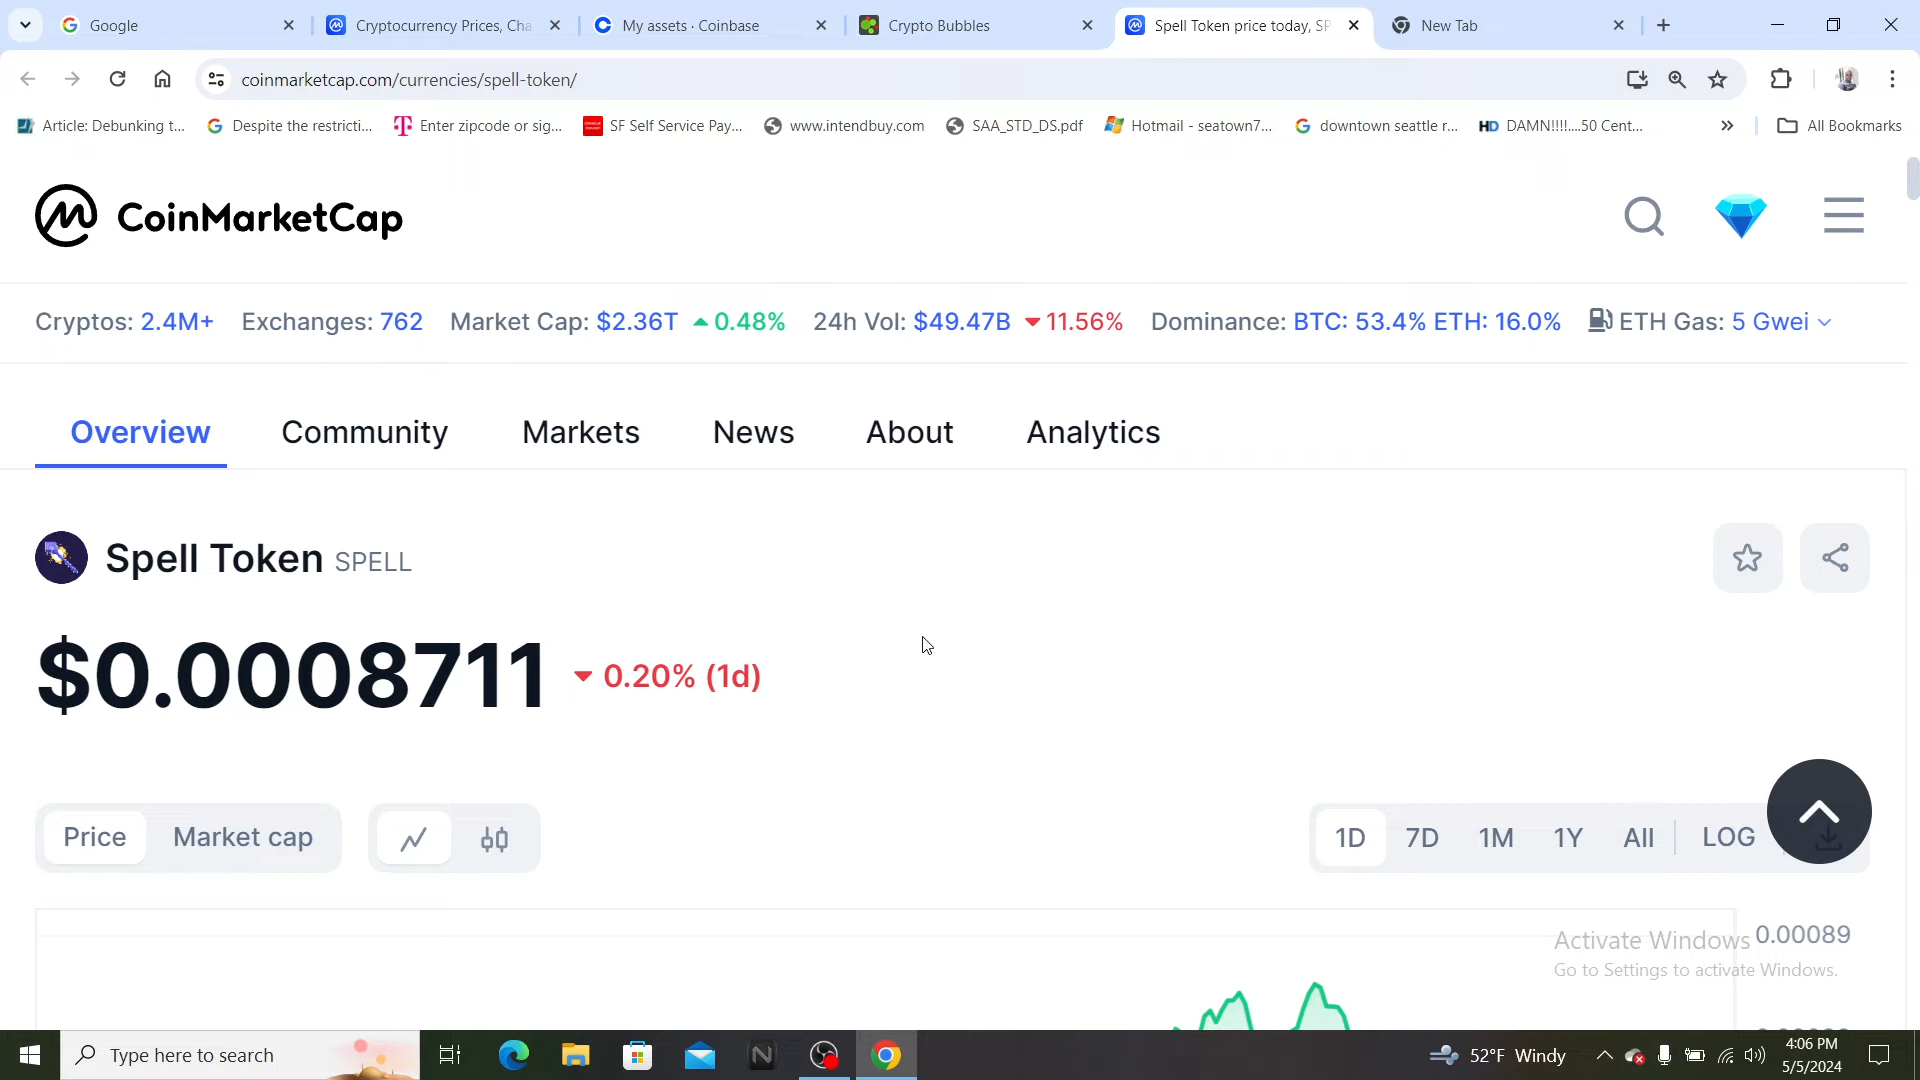 Google
Cryptocurrency Prices, Cha
My assets · Coinbase
Crypto Bubbles
Spell Token price today, SP
New Tab
coinmarketcap.com/currencies/spell-token/
Article: Debunking t...
Despite the restricti...
Enter zipcode or sig...
SF Self Service Pay...
www.intendbuy.com
SAA_STD_DS.pdf
Hotmail - seatown7...
downtown seattle r...
HD DAMN!!!!....50 Cent...
All Bookmarks
CoinMarketCap
Cryptos: 2.4M+ Exchanges: 762 Market Cap: $2.36T 0.48% 24h Vol: $49.47B 11.56% Dominance: BTC: 53.4% ETH: 16.0% ETH Gas: 5 Gwei
Overview Community Markets News About Analytics
Spell Token SPELL
$0.0008711 0.20% (1d)
Price Market cap 1D 7D 1M 1Y All LOG
0.00089
Activate Windows
Go to Settings to activate Windows.
Type here to search
52°F Windy
4:06 PM
5/5/2024